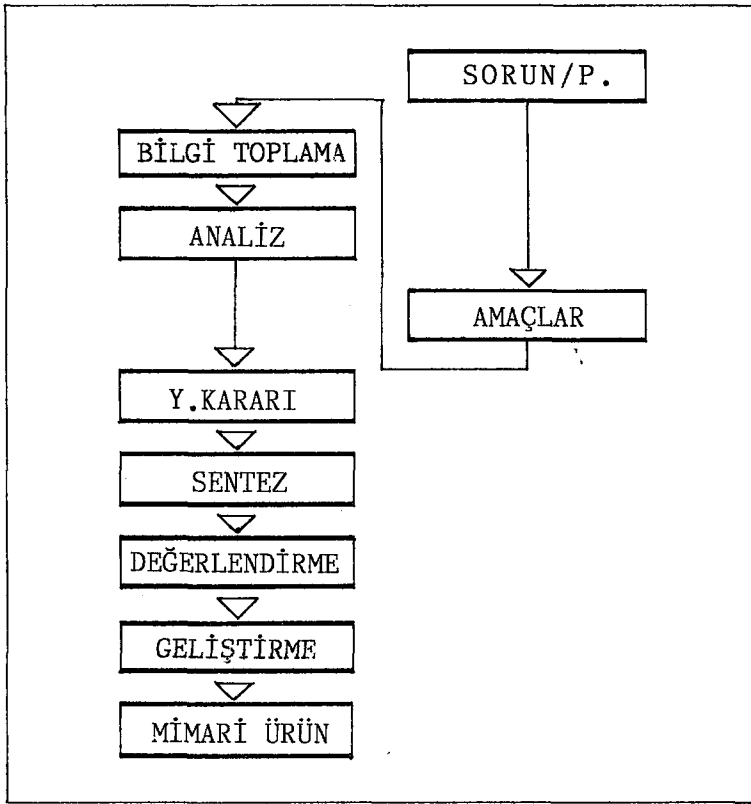 SORUN/P.
BİLGİ TOPLAMA
ANALİZ
AMAÇLAR
Y.KARARI
SENTEZ
DEĞERLENDİRME
GELİŞTİRME
MİMARİ ÜRÜN